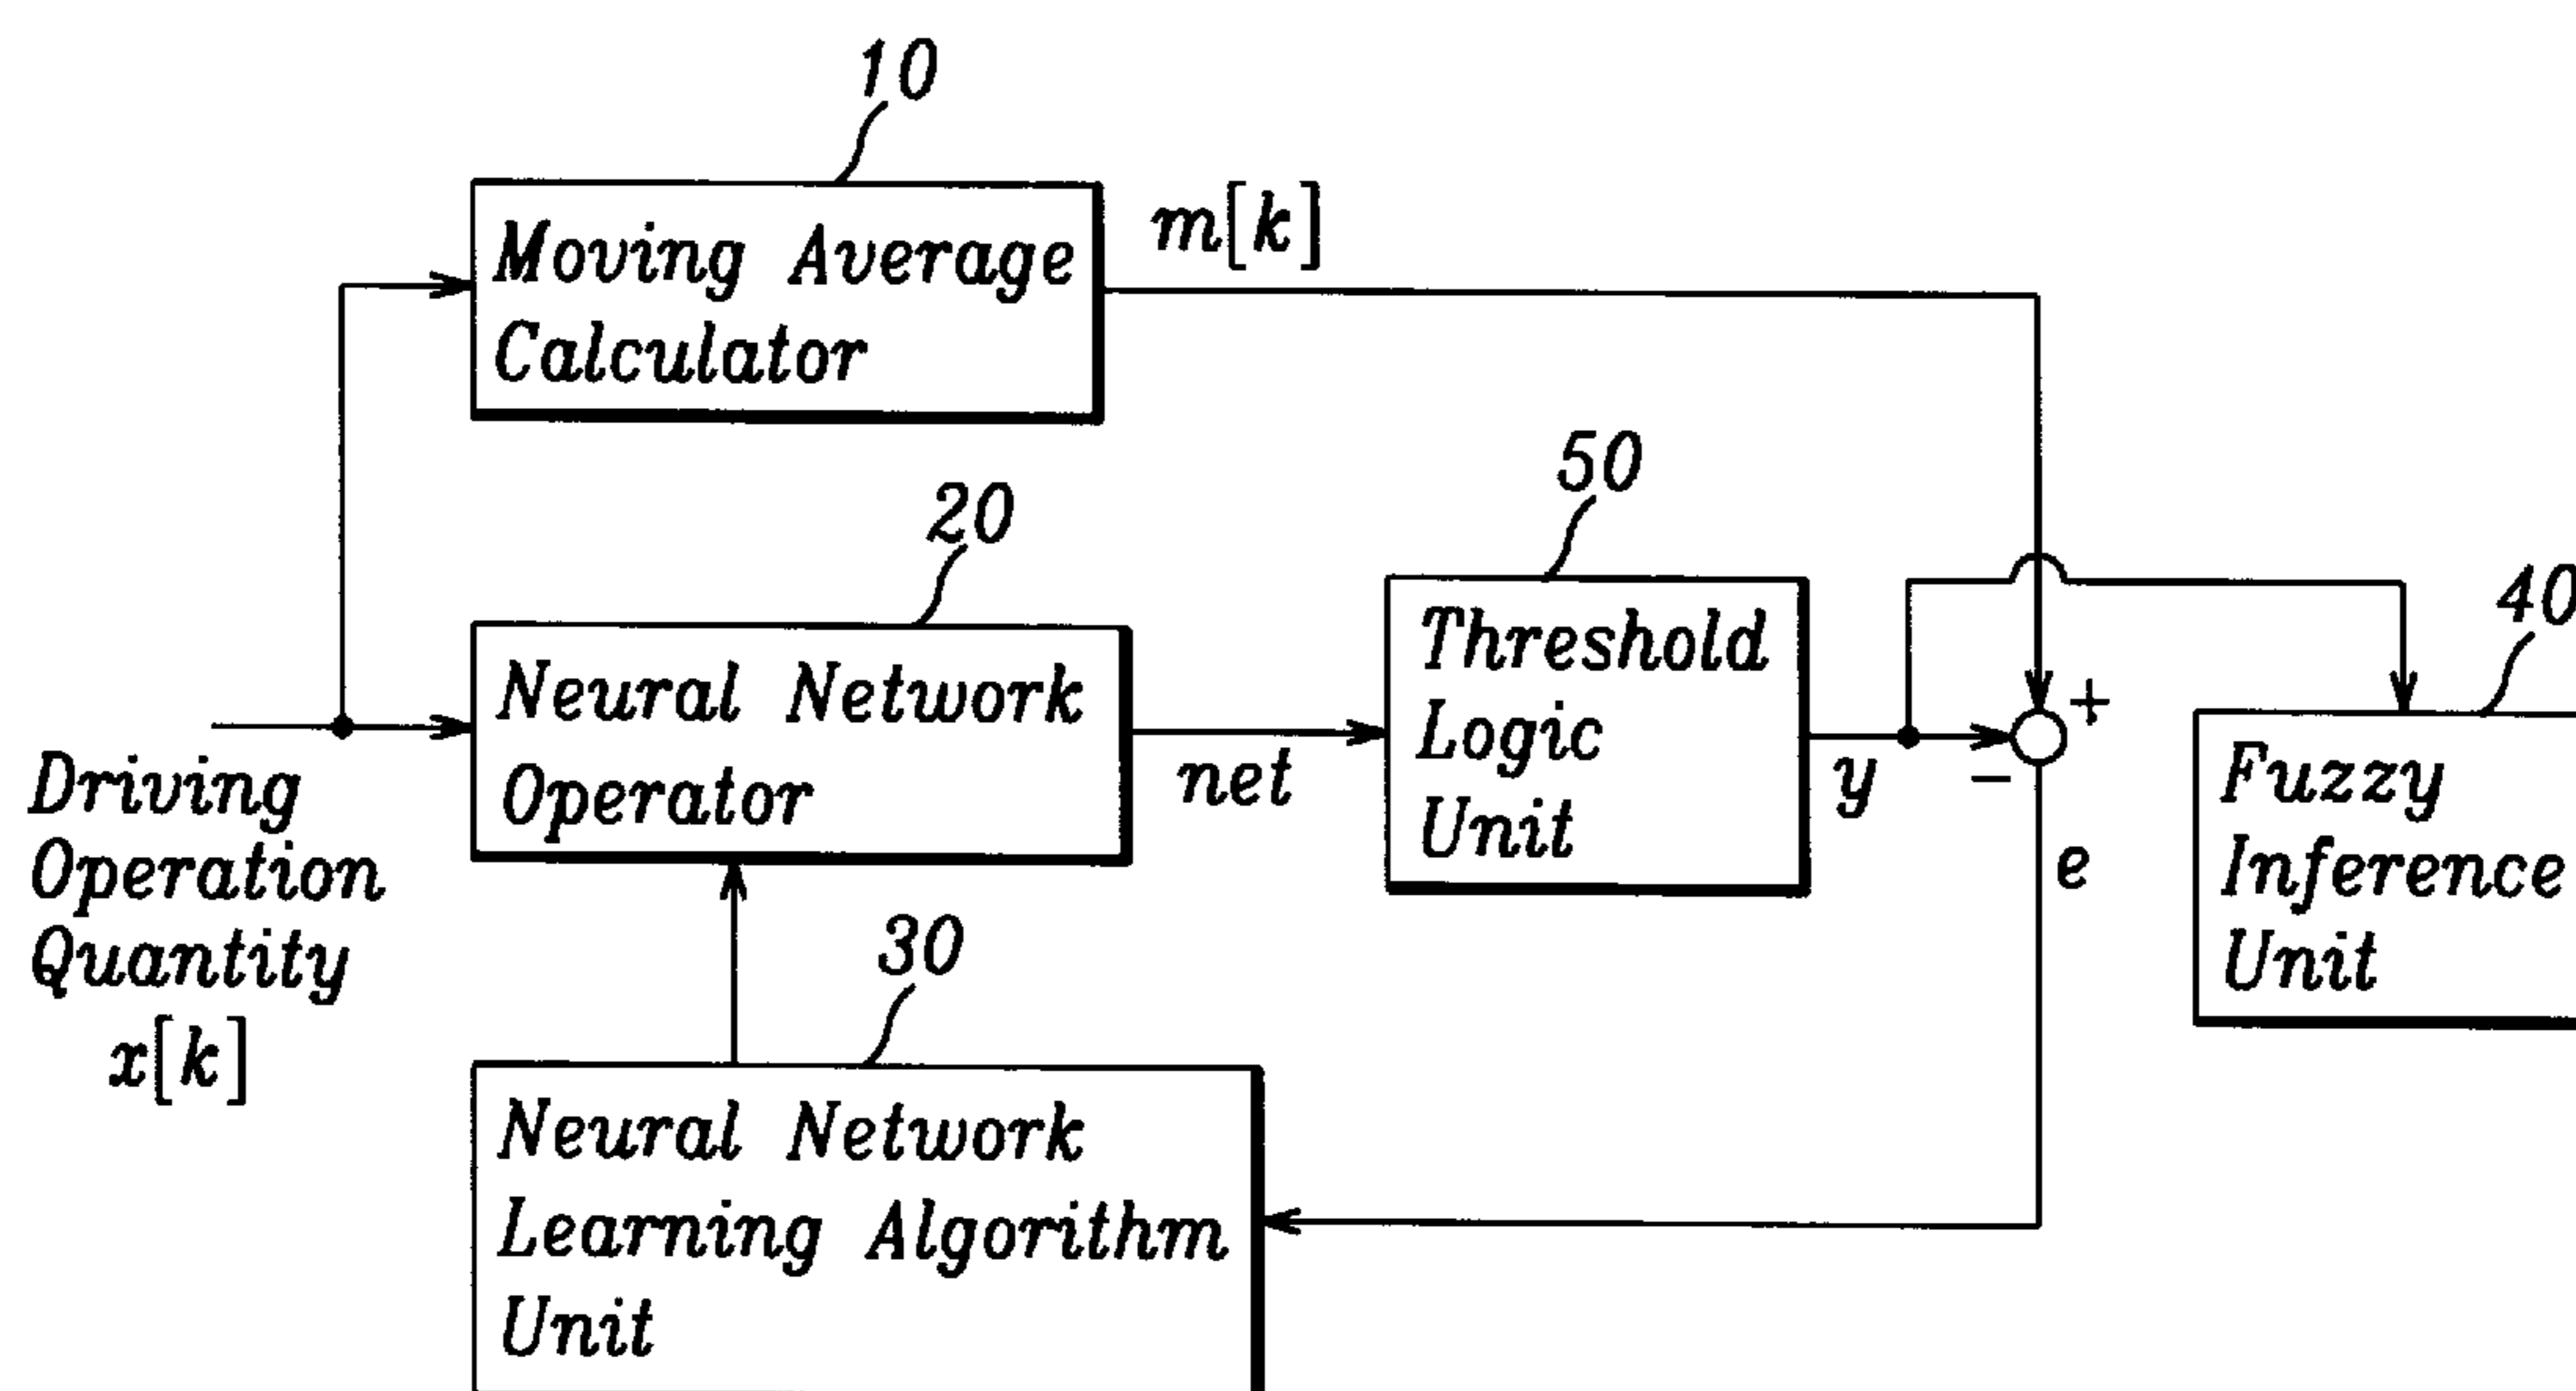 10
Moving Average
Calculator
m[k]
20
Neural Network
Operator
net
50
Threshold
Logic
Unit
y
+
−
e
40
Fuzzy
Inference
Unit
Driving
Operation
Quantity
x[k]
30
Neural Network
Learning Algorithm
Unit